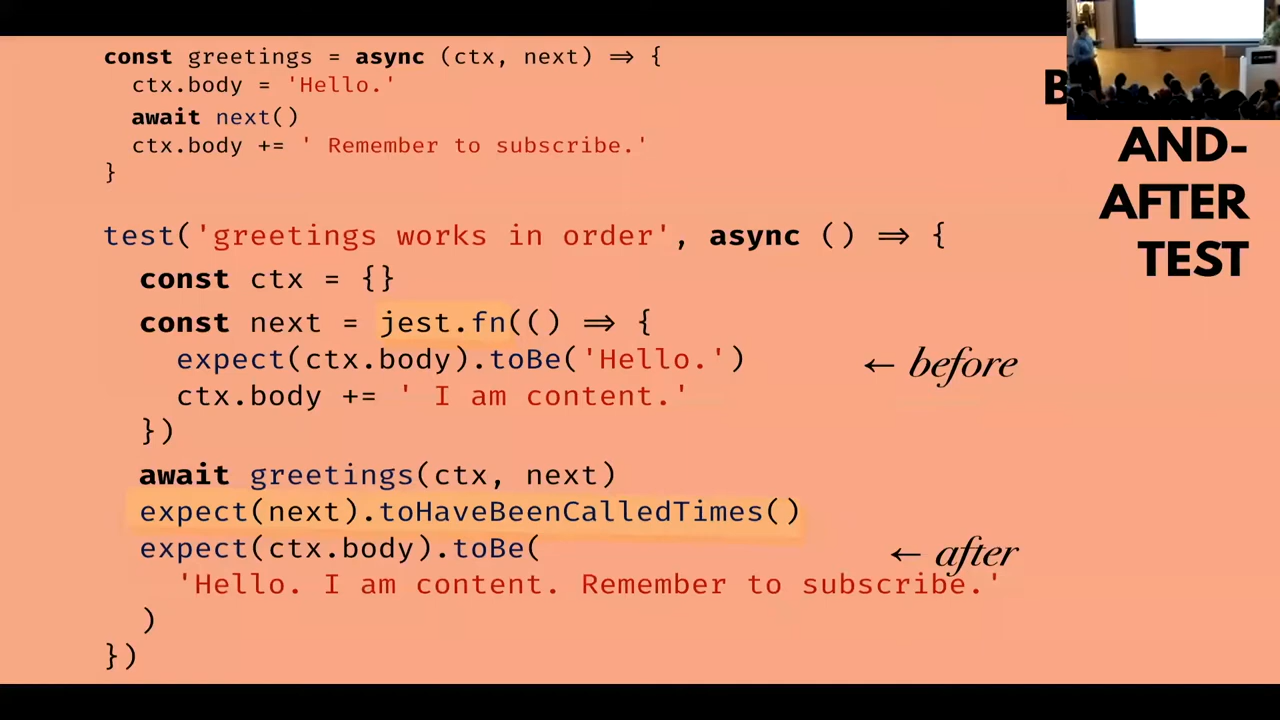 const greetings = async (ctx, next) => {
ctx.body = 'Hello.'
await next()
ctx.body += ' Remember to subscribe.'
}
test('greetings works in order', async () => {
const ctx = {}
const next = jest.fn(() => {
expect(ctx.body).toBe('Hello.')
ctx.body += ' I am content.'
})
await greetings(ctx, next)
expect(next).toHaveBeenCalledTimes()
expect(ctx.body).toBe(
'Hello. I am content. Remember to subscribe.'
)
})
← before
← after
AND-
AFTER
TEST